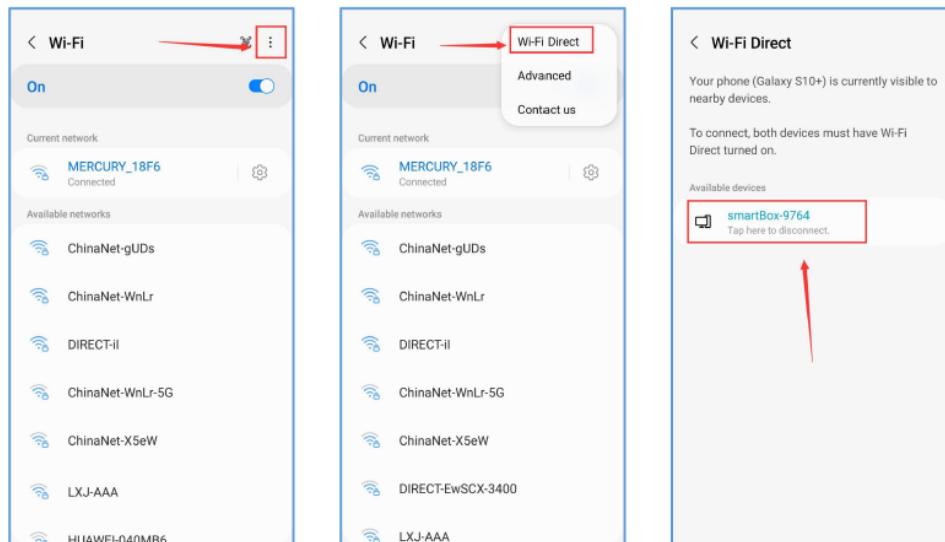 Wi-Fi
On
Current network
MERCURY_18F6
Connected
Available networks
ChinaNet-gUDs
ChinaNet-WnLr
DIRECT-iI
ChinaNet-WnLr-5G
ChinaNet-X5eW
LXJ-AAA
HUAWEI-040MB6
Wi-Fi
Wi-Fi Direct
Advanced
Contact us
On
Current network
MERCURY_18F6
Connected
Available networks
ChinaNet-gUDs
ChinaNet-WnLr
DIRECT-iI
ChinaNet-WnLr-5G
ChinaNet-X5eW
DIRECT-EwSCX-3400
LXJ-AAA
Wi-Fi Direct
Your phone (Galaxy S10+) is currently visible to
nearby devices.
To connect, both devices must have Wi-Fi
Direct turned on.
Available devices
smartBox-9764
Tap here to disconnect.